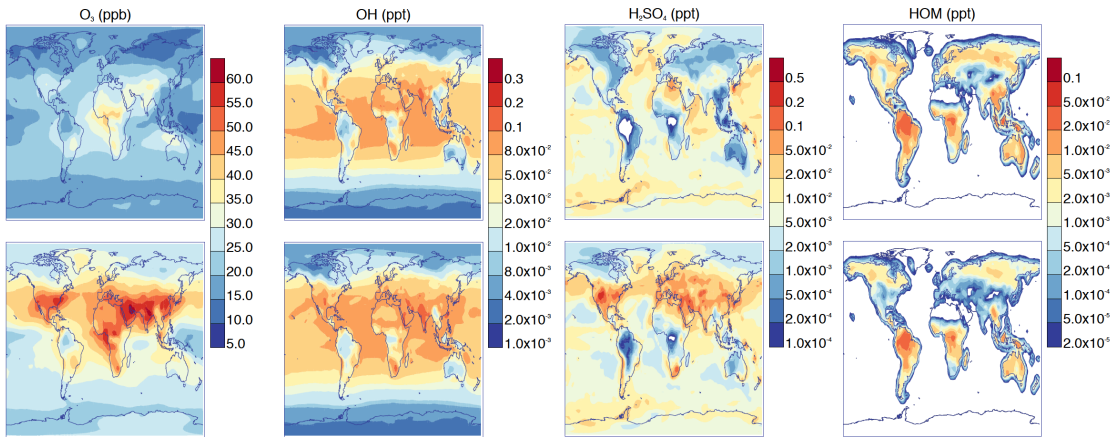 O₃ (ppb)
OH (ppt)
H₂SO₄ (ppt)
HOM (ppt)
60.0
55.0
50.0
45.0
40.0
35.0
30.0
25.0
20.0
15.0
10.0
5.0
0.3
0.2
0.1
8.0x10⁻²
5.0x10⁻²
3.0x10⁻²
2.0x10⁻²
1.0x10⁻²
8.0x10⁻³
4.0x10⁻³
2.0x10⁻³
1.0x10⁻³
0.5
0.2
0.1
5.0x10⁻²
2.0x10⁻²
1.0x10⁻²
5.0x10⁻³
2.0x10⁻³
1.0x10⁻³
5.0x10⁻⁴
2.0x10⁻⁴
1.0x10⁻⁴
0.1
5.0x10⁻²
2.0x10⁻²
1.0x10⁻²
5.0x10⁻³
2.0x10⁻³
1.0x10⁻³
5.0x10⁻⁴
2.0x10⁻⁴
1.0x10⁻⁴
5.0x10⁻⁵
2.0x10⁻⁵